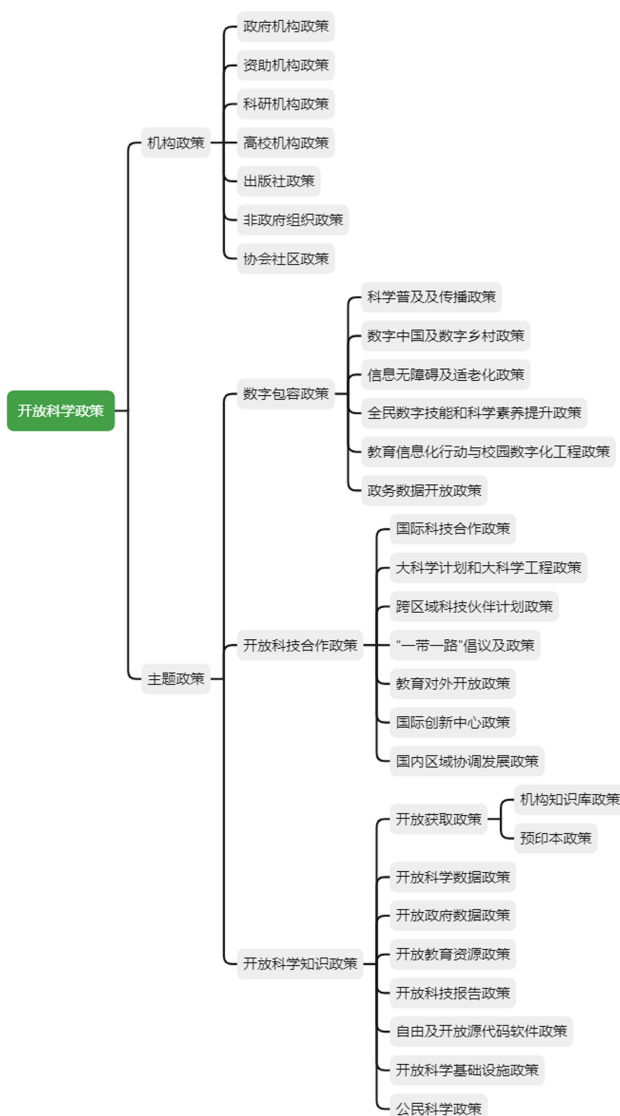 开放科学政策
机构政策
政府机构政策
资助机构政策
科研机构政策
高校机构政策
出版社政策
非政府组织政策
协会社区政策
主题政策
数字包容政策
科学普及及传播政策
数字中国及数字乡村政策
信息无障碍及适老化政策
全民数字技能和科学素养提升政策
教育信息化行动与校园数字化工程政策
政务数据开放政策
开放科技合作政策
国际科技合作政策
大科学计划和大科学工程政策
跨区域科技伙伴计划政策
“一带一路”倡议及政策
教育对外开放政策
国际创新中心政策
国内区域协调发展政策
开放科学知识政策
开放获取政策
机构知识库政策
预印本政策
开放科学数据政策
开放政府数据政策
开放教育资源政策
开放科技报告政策
自由及开放源代码软件政策
开放科学基础设施政策
公民科学政策